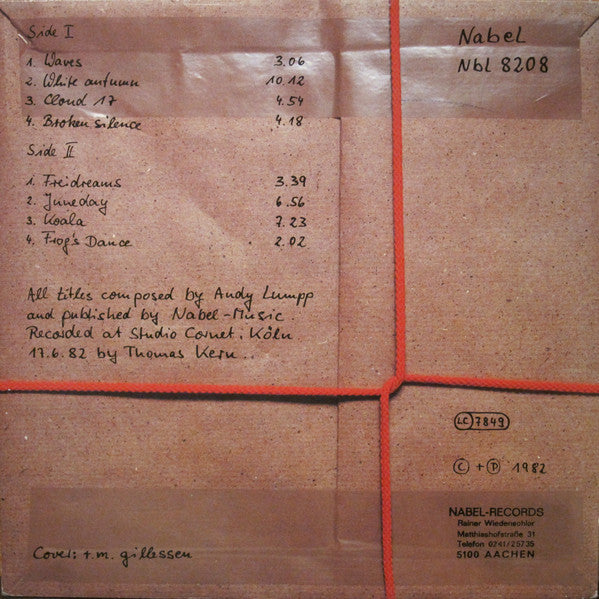 Side I
1. Waves 3.06
2. White autumn 10.12
3. Cloud 17 4.54
4. Broken silence 4.18
Side II
1. Freidreams 3.39
2. Juneday 6.56
3. Koala 7.23
4. Frog's Dance 2.02
All titles composed by Andy Lumpp
and published by Nabel-Music.
Recorded at Studio Cornet, Köln
17.6.82 by Thomas Kern..
Cover: r.m. gillessen
Nabel
Nbl 8208
LC 7849
© + ℗ 1982
NABEL-RECORDS
Rainer Wiedensohler
Matthiashofstraße 31
Telefon 0241/25735
5100 AACHEN